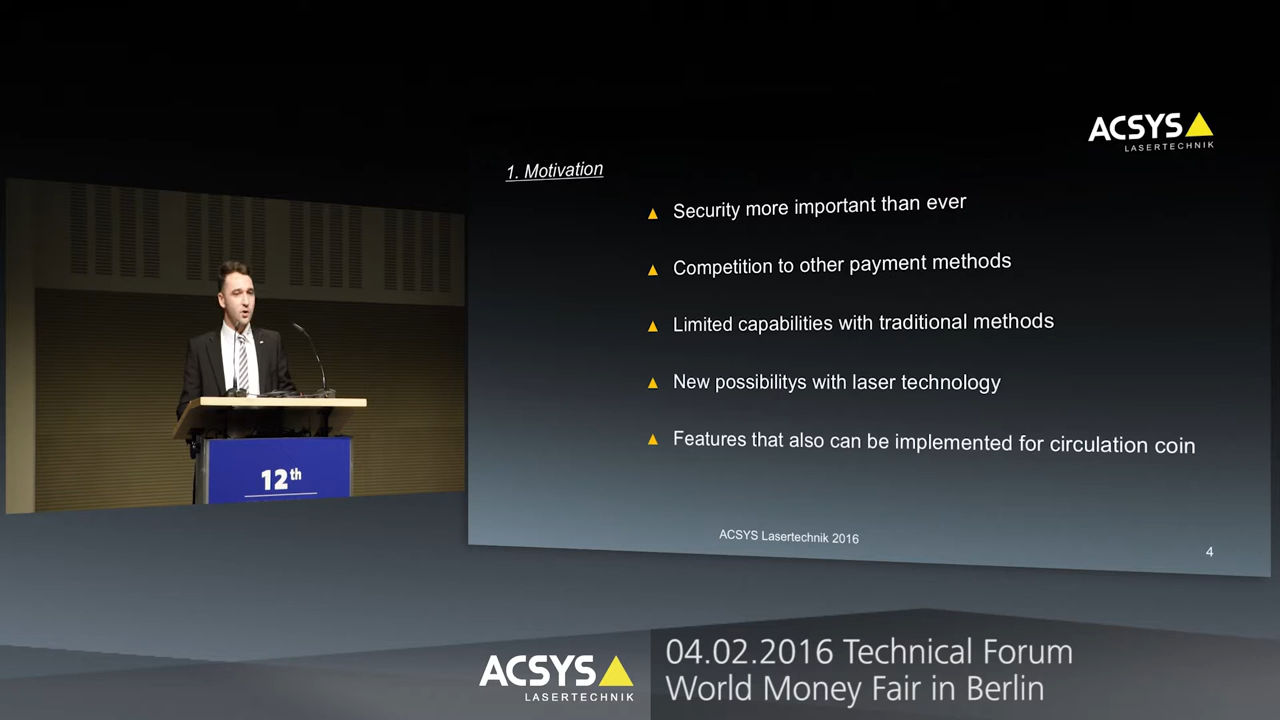 ACSYS
LASERTECHNIK
1. Motivation
Security more important than ever
Competition to other payment methods
Limited capabilities with traditional methods
New possibilitys with laser technology
Features that also can be implemented for circulation coin
ACSYS Lasertechnik 2016
4
12th
ACSYS
LASERTECHNIK
04.02.2016 Technical Forum
World Money Fair in Berlin